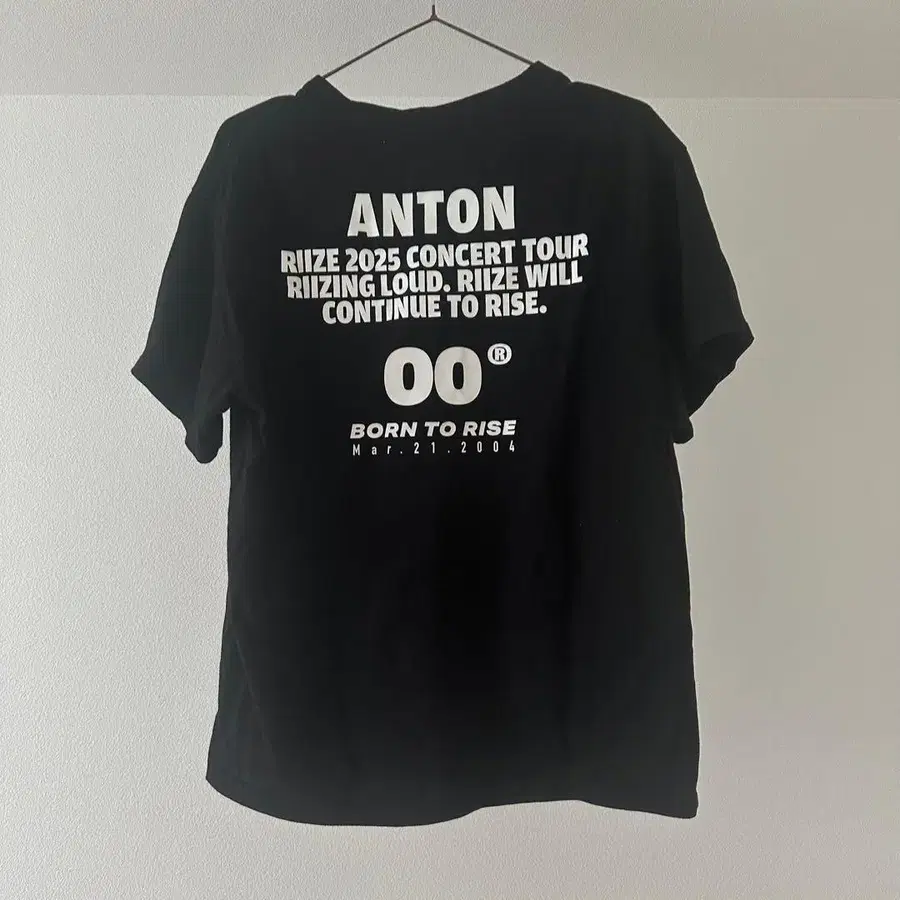 ANTON
RIIZE 2025 CONCERT TOUR
RIIZING LOUD. RIIZE WILL
CONTINUE TO RISE.
00®
BORN TO RISE
Mar.21.2004